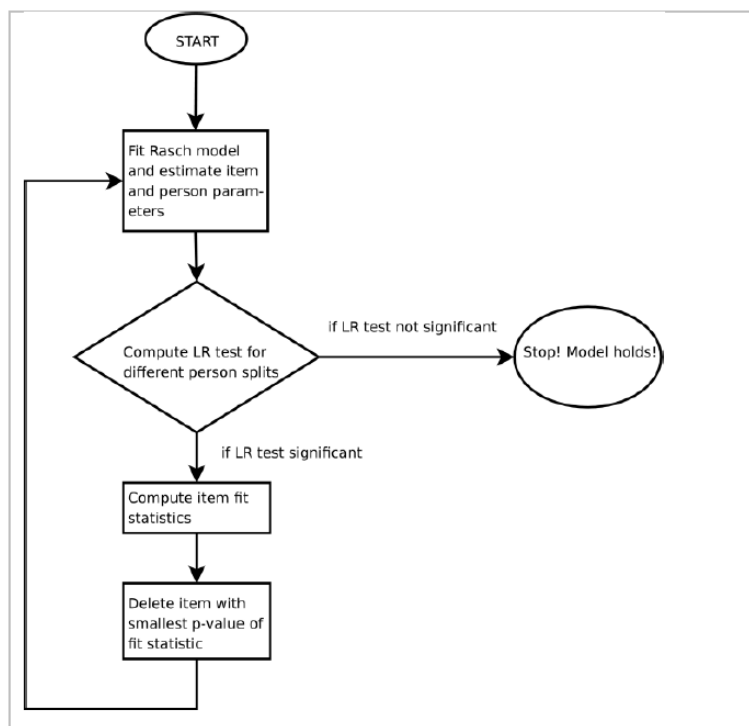 START
Fit Rasch model
and estimate item
and person param-
eters
if LR test not significant
Compute LR test for
different person splits
Stop! Model holds!
if LR test significant
Compute item fit
statistics
Delete item with
smallest p-value of
fit statistic